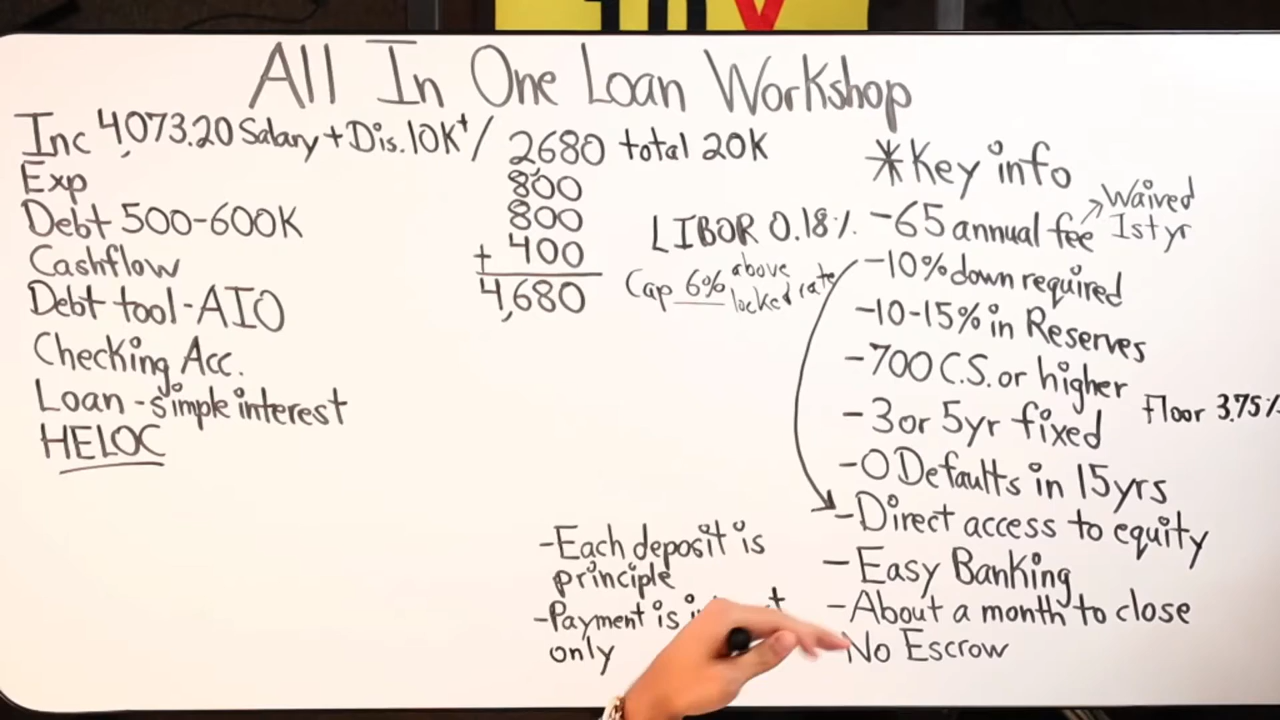 All In One Loan Workshop
Inc 4,073.20 Salary + Dis. 10K+ / 2680 total 20K
Exp
Debt 500-600K
Cashflow
Debt tool - AIO
Checking Acc.
Loan - simple interest
HELOC
800
800
+ 400
4,680
LIBOR 0.18%
Cap 6% above locked rate
*Key info
-65 annual fee Waived 1st yr
-10% down required
-10-15% in Reserves
-700 C.S. or higher
-3 or 5yr fixed
Floor 3.75%
-0 Defaults in 15yrs
-Direct access to equity
-Easy Banking
-About a month to close
No Escrow
-Each deposit is
principle
-Payment is
only